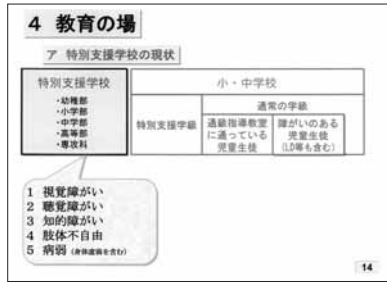 4 教育の場
ア 特別支援学校の現状
特別支援学校
・幼稚部
・小学部
・中学部
・高等部
・専攻科
小・中学校
特別支援学級
通常の学級
通級指導教室
に通っている
児童生徒
障がいのある
児童生徒
(LD等も含む)
1 視覚障がい
2 聴覚障がい
3 知的障がい
4 肢体不自由
5 病弱 (身体虚弱を含む)
14